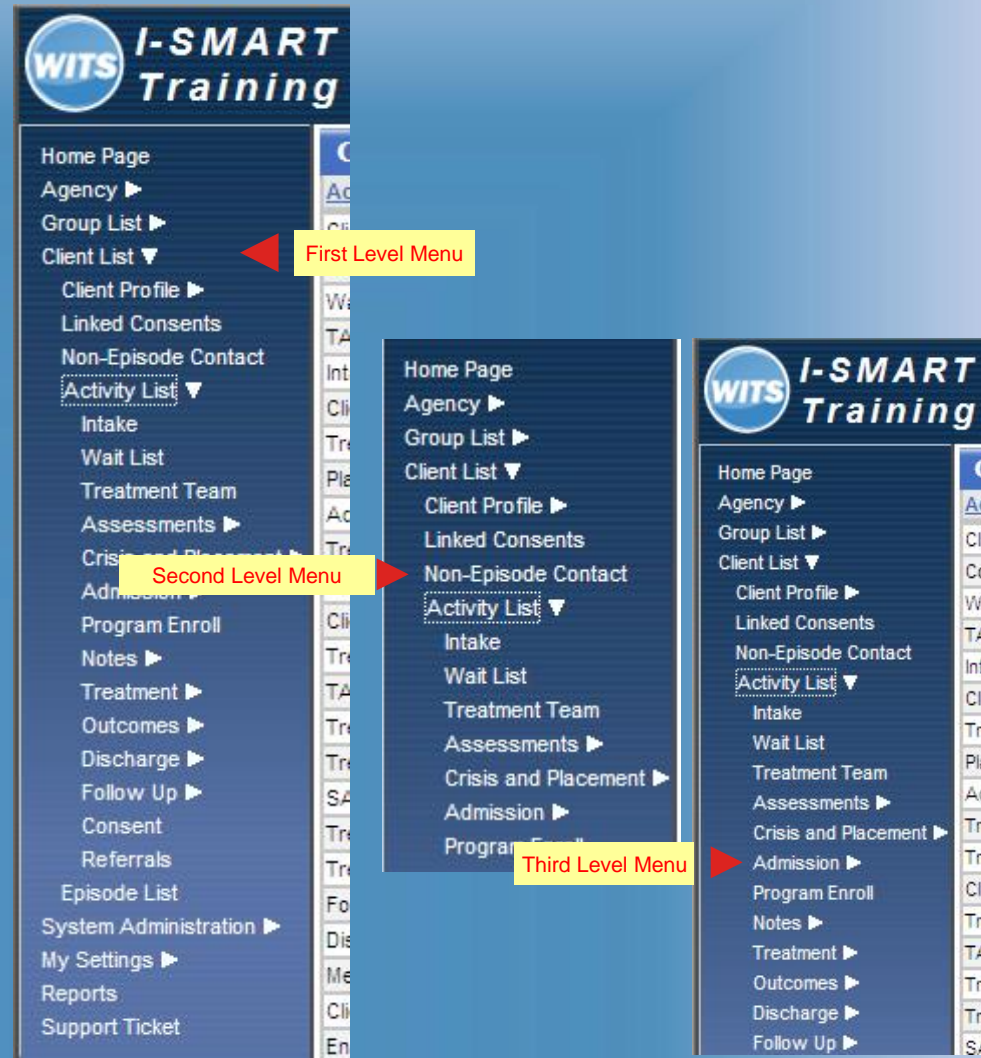 WITS
I-SMART
Training
Home Page
Agency
Group List
Client List
Client Profile
Linked Consents
Non-Episode Contact
Activity List
Intake
Wait List
Treatment Team
Assessments
Program Enroll
Notes
Treatment
Outcomes
Discharge
Follow Up
Consent
Referrals
Episode List
System Administration
My Settings
Reports
Support Ticket
First Level Menu
Second Level Menu
Home Page
Agency
Group List
Client List
Client Profile
Linked Consents
Non-Episode Contact
Activity List
Intake
Wait List
Treatment Team
Assessments
Crisis and Placement
Admission
Third Level Menu
WITS
I-SMART
Training
Home Page
Agency
Group List
Client List
Client Profile
Linked Consents
Non-Episode Contact
Activity List
Intake
Wait List
Treatment Team
Assessments
Crisis and Placement
Admission
Program Enroll
Notes
Treatment
Outcomes
Discharge
Follow Up